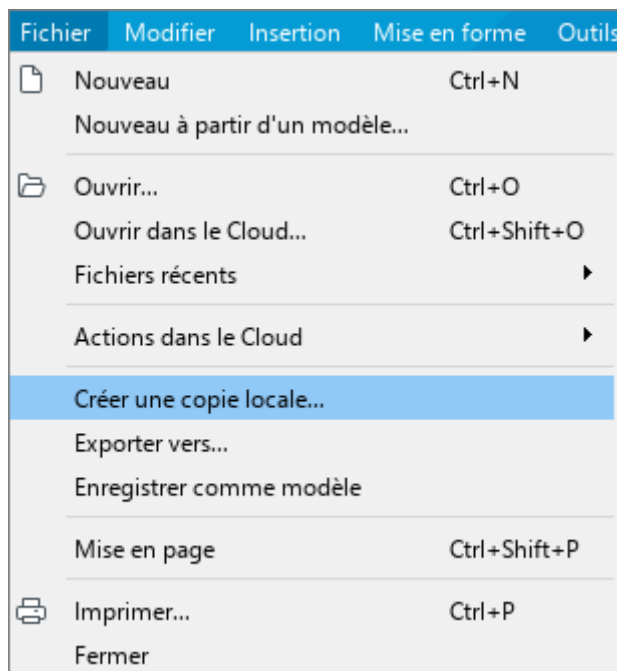 Fichier Modifier Insertion Mise en forme Outils
Nouveau Ctrl+N
Nouveau à partir d'un modèle...
Ouvrir... Ctrl+O
Ouvrir dans le Cloud... Ctrl+Shift+O
Fichiers récents
Actions dans le Cloud
Créer une copie locale...
Exporter vers...
Enregistrer comme modèle
Mise en page Ctrl+Shift+P
Imprimer... Ctrl+P
Fermer